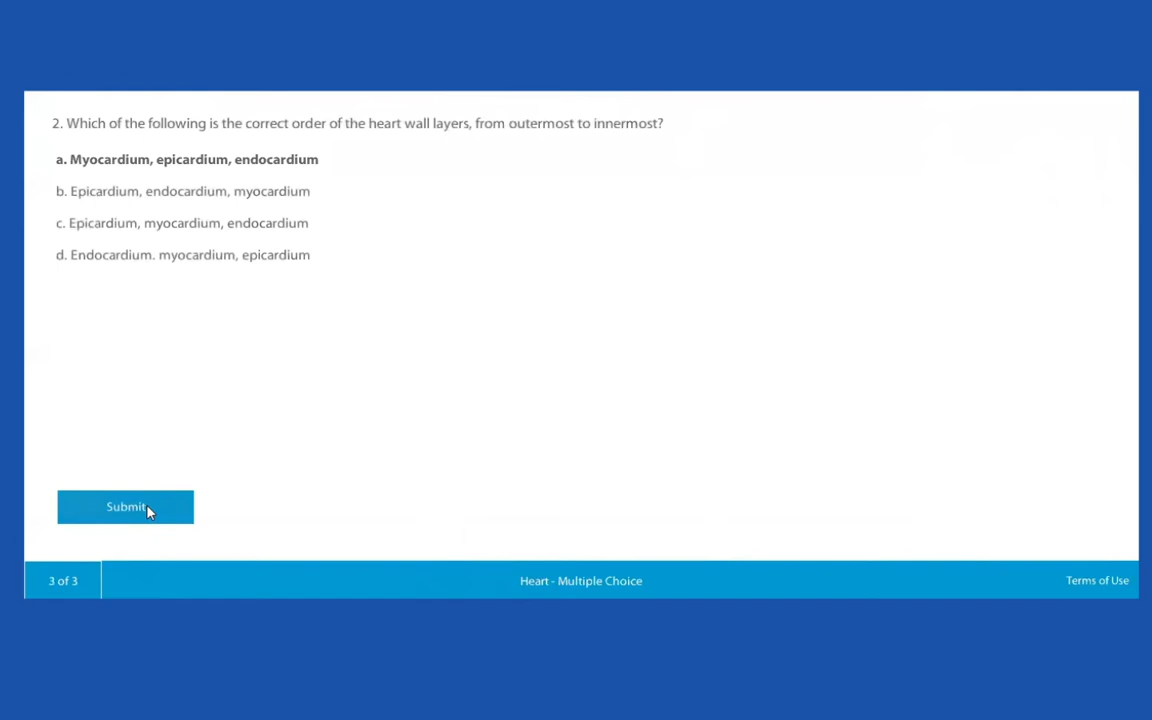 2. Which of the following is the correct order of the heart wall layers, from outermost to innermost?
a. Myocardium, epicardium, endocardium
b. Epicardium, endocardium, myocardium
c. Epicardium, myocardium, endocardium
d. Endocardium. myocardium, epicardium
Submit
3 of 3
Heart - Multiple Choice
Terms of Use